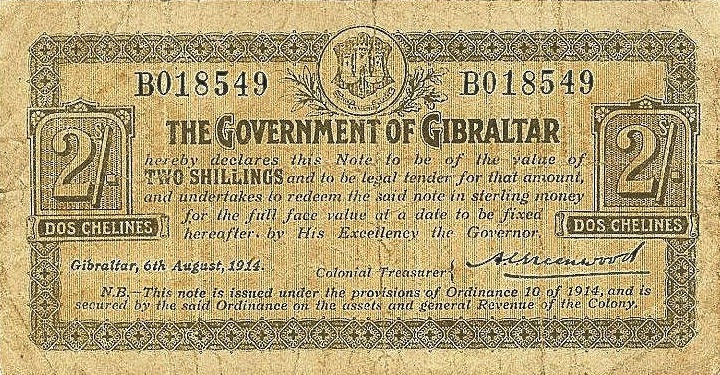 B018549 B018549
THE GOVERNMENT OF GIBRALTAR
hereby declares this Note to be of the value of
TWO SHILLINGS and to be legal tender for that amount,
and undertakes to redeem the said note in sterling money
for the full face value at a date to be fixed
hereafter by His Excellency the Governor.
2/- 2/-
DOS CHELINES DOS CHELINES
Gibraltar, 6th August, 1914.
Colonial Treasurer { ACGreenwood
N.B.—This note is issued under the provisions of Ordinance 10 of 1914, and is
secured by the said Ordinance on the assets and general Revenue of the Colony.